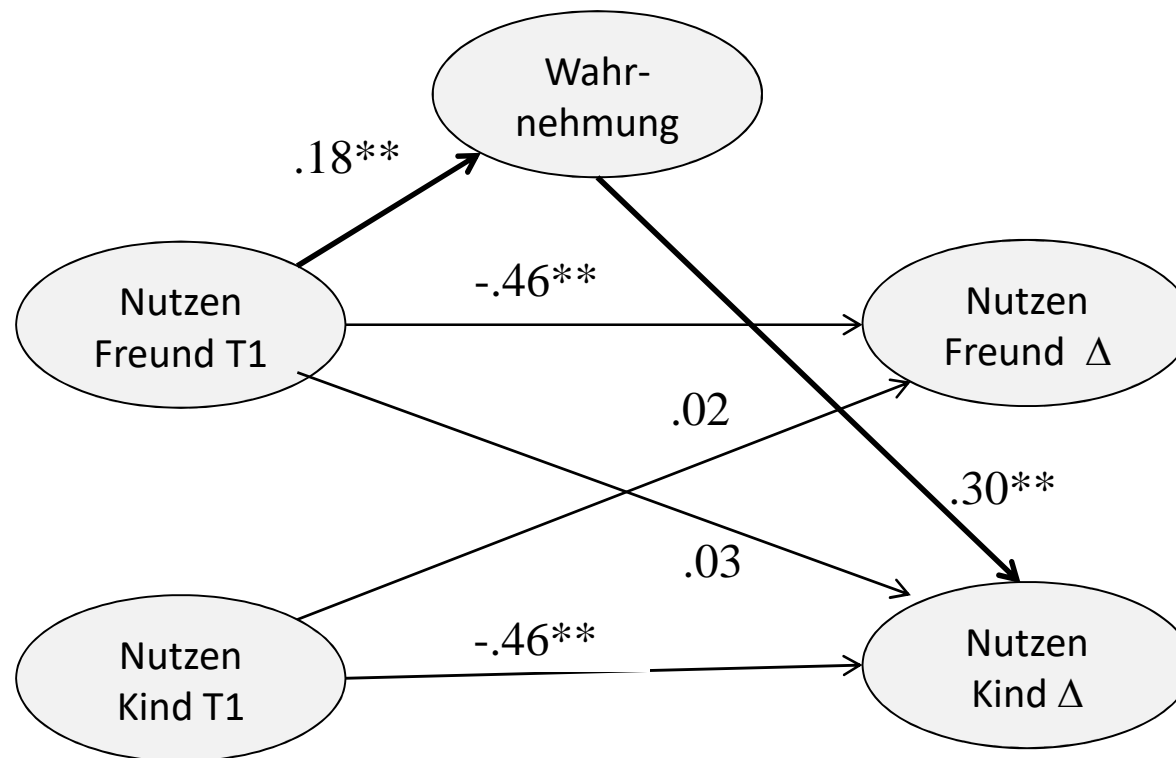 Wahr-
nehmung
.18**
-.46**
Nutzen
Freund T1
Nutzen
Freund Δ
.02
.30**
.03
-.46**
Nutzen
Kind T1
Nutzen
Kind Δ